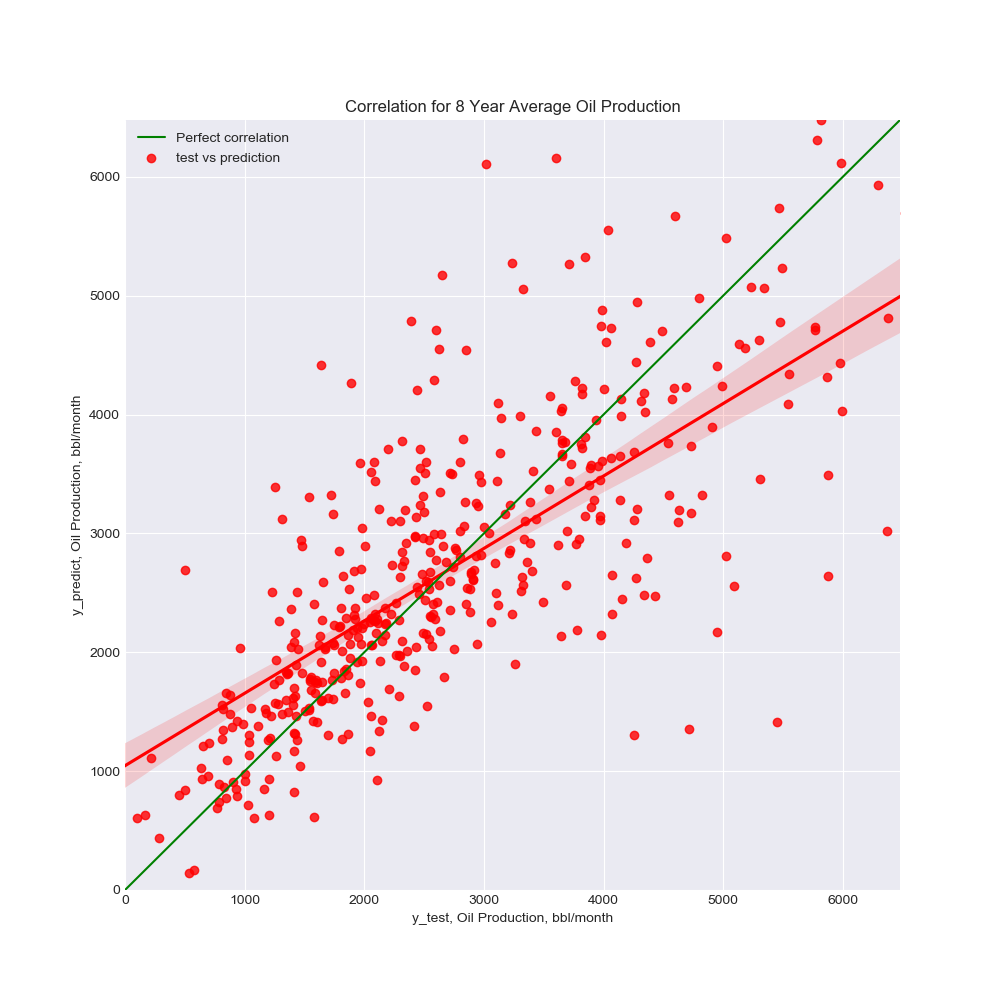 Correlation for 8 Year Average Oil Production
Perfect correlation
test vs prediction
y_predict, Oil Production, bbl/month
6000
5000
4000
3000
2000
1000
0
0 1000 2000 3000 4000 5000 6000
y_test, Oil Production, bbl/month